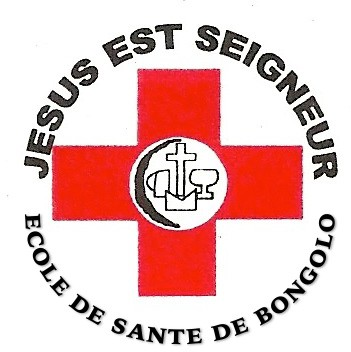 JESUS EST SEIGNEUR
ECOLE DE SANTE DE BONGOLO